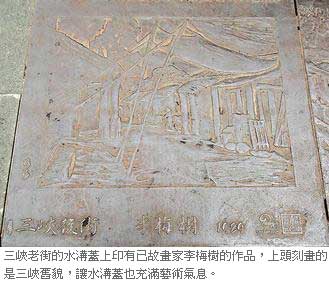 三峽後街 李梅樹 1929
三峽老街的水溝蓋上印有已故畫家李梅樹的作品，上頭刻畫的
是三峽舊貌，讓水溝蓋也充滿藝術氣息。